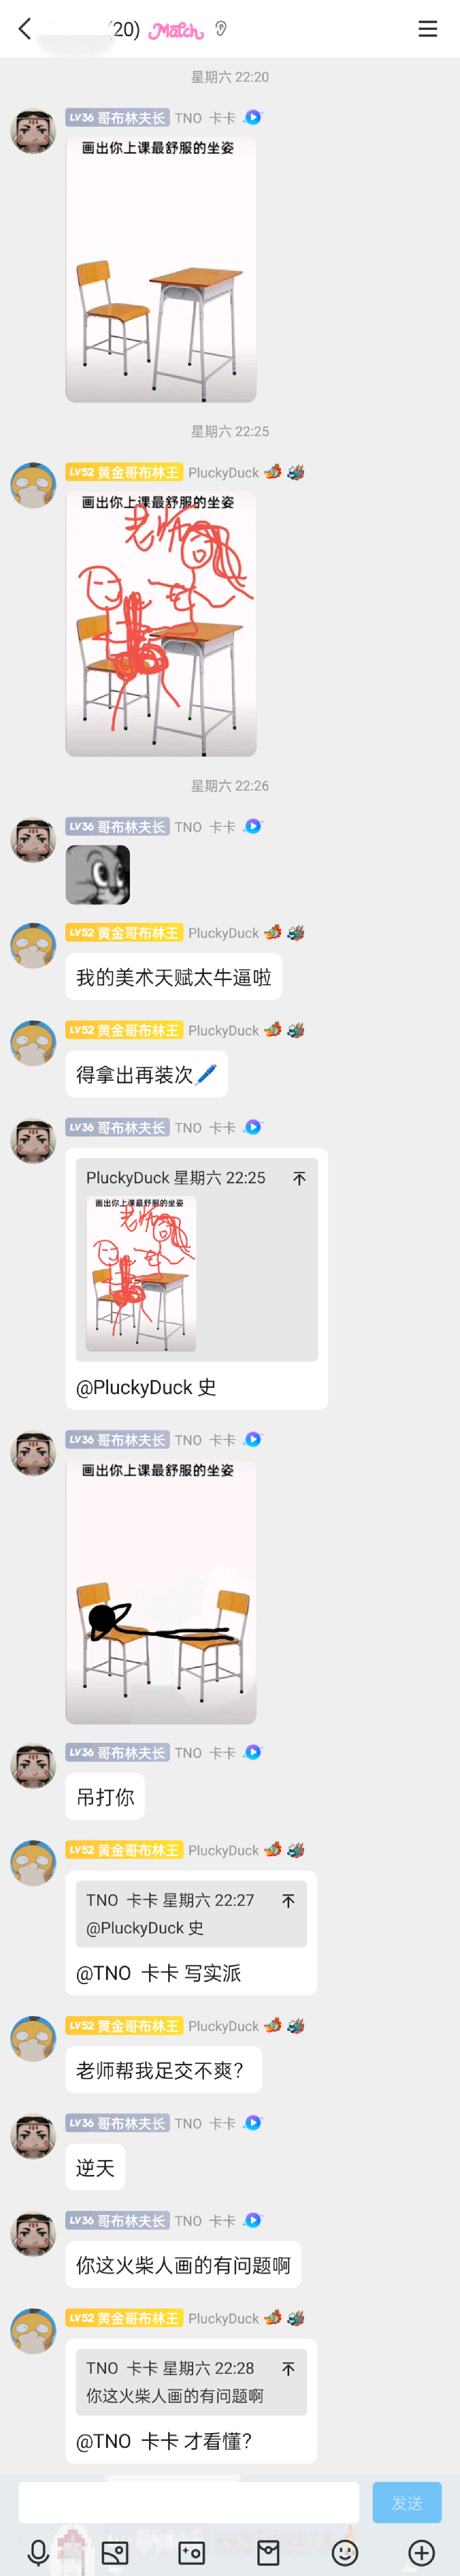 (20) Match
星期六 22:20
LV36 哥布林夫长 TNO 卡卡
画出你上课最舒服的坐姿
星期六 22:25
LV52 黄金哥布林王 PluckyDuck
画出你上课最舒服的坐姿
老师
星期六 22:26
LV36 哥布林夫长 TNO 卡卡
LV52 黄金哥布林王 PluckyDuck
我的美术天赋太牛逼啦
LV52 黄金哥布林王 PluckyDuck
得拿出再装次
LV36 哥布林夫长 TNO 卡卡
PluckyDuck 星期六 22:25
画出你上课最舒服的坐姿
老师
@PluckyDuck 史
LV36 哥布林夫长 TNO 卡卡
画出你上课最舒服的坐姿
LV36 哥布林夫长 TNO 卡卡
吊打你
LV52 黄金哥布林王 PluckyDuck
TNO 卡卡 星期六 22:27
@PluckyDuck 史
@TNO 卡卡 写实派
LV52 黄金哥布林王 PluckyDuck
老师帮我足交不爽?
LV36 哥布林夫长 TNO 卡卡
逆天
LV36 哥布林夫长 TNO 卡卡
你这火柴人画的有问题啊
LV52 黄金哥布林王 PluckyDuck
TNO 卡卡 星期六 22:28
你这火柴人画的有问题啊
@TNO 卡卡 才看懂?
发送